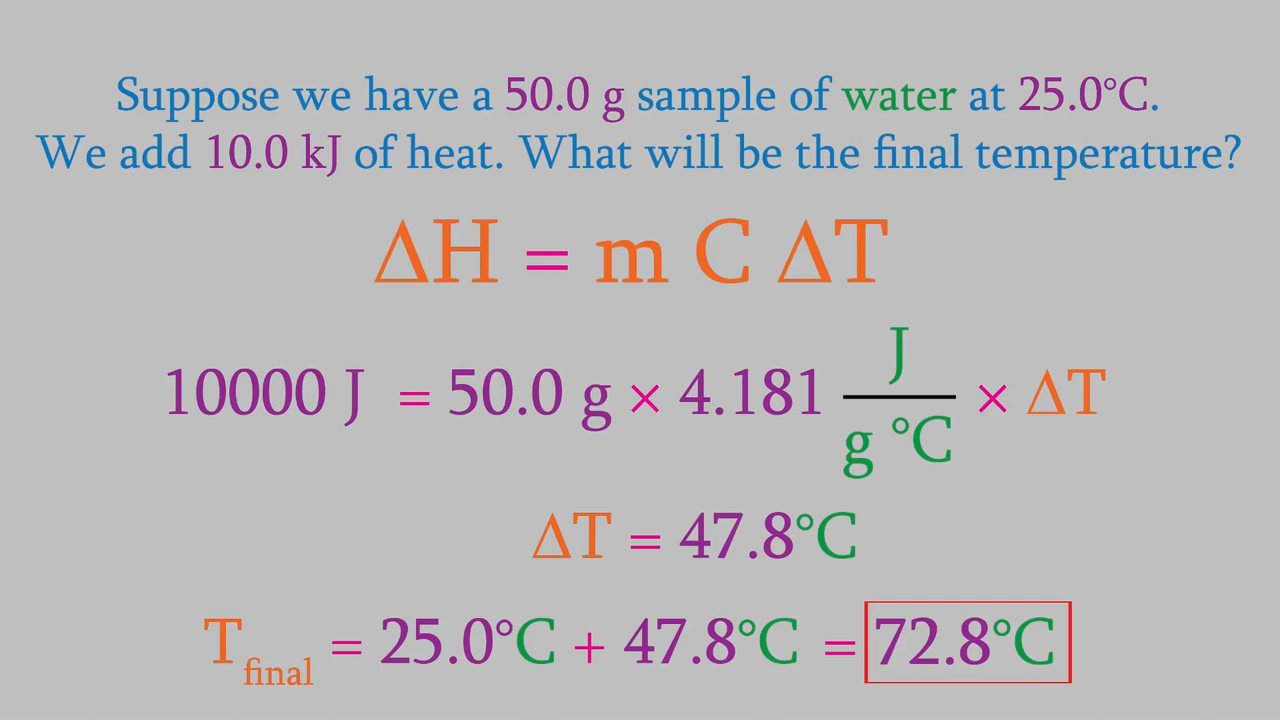 Suppose we have a 50.0 g sample of water at 25.0°C.
We add 10.0 kJ of heat. What will be the final temperature?
ΔH = m C ΔT
10000 J = 50.0 g × 4.181 J / g °C × ΔT
ΔT = 47.8°C
T final = 25.0°C + 47.8°C = 72.8°C